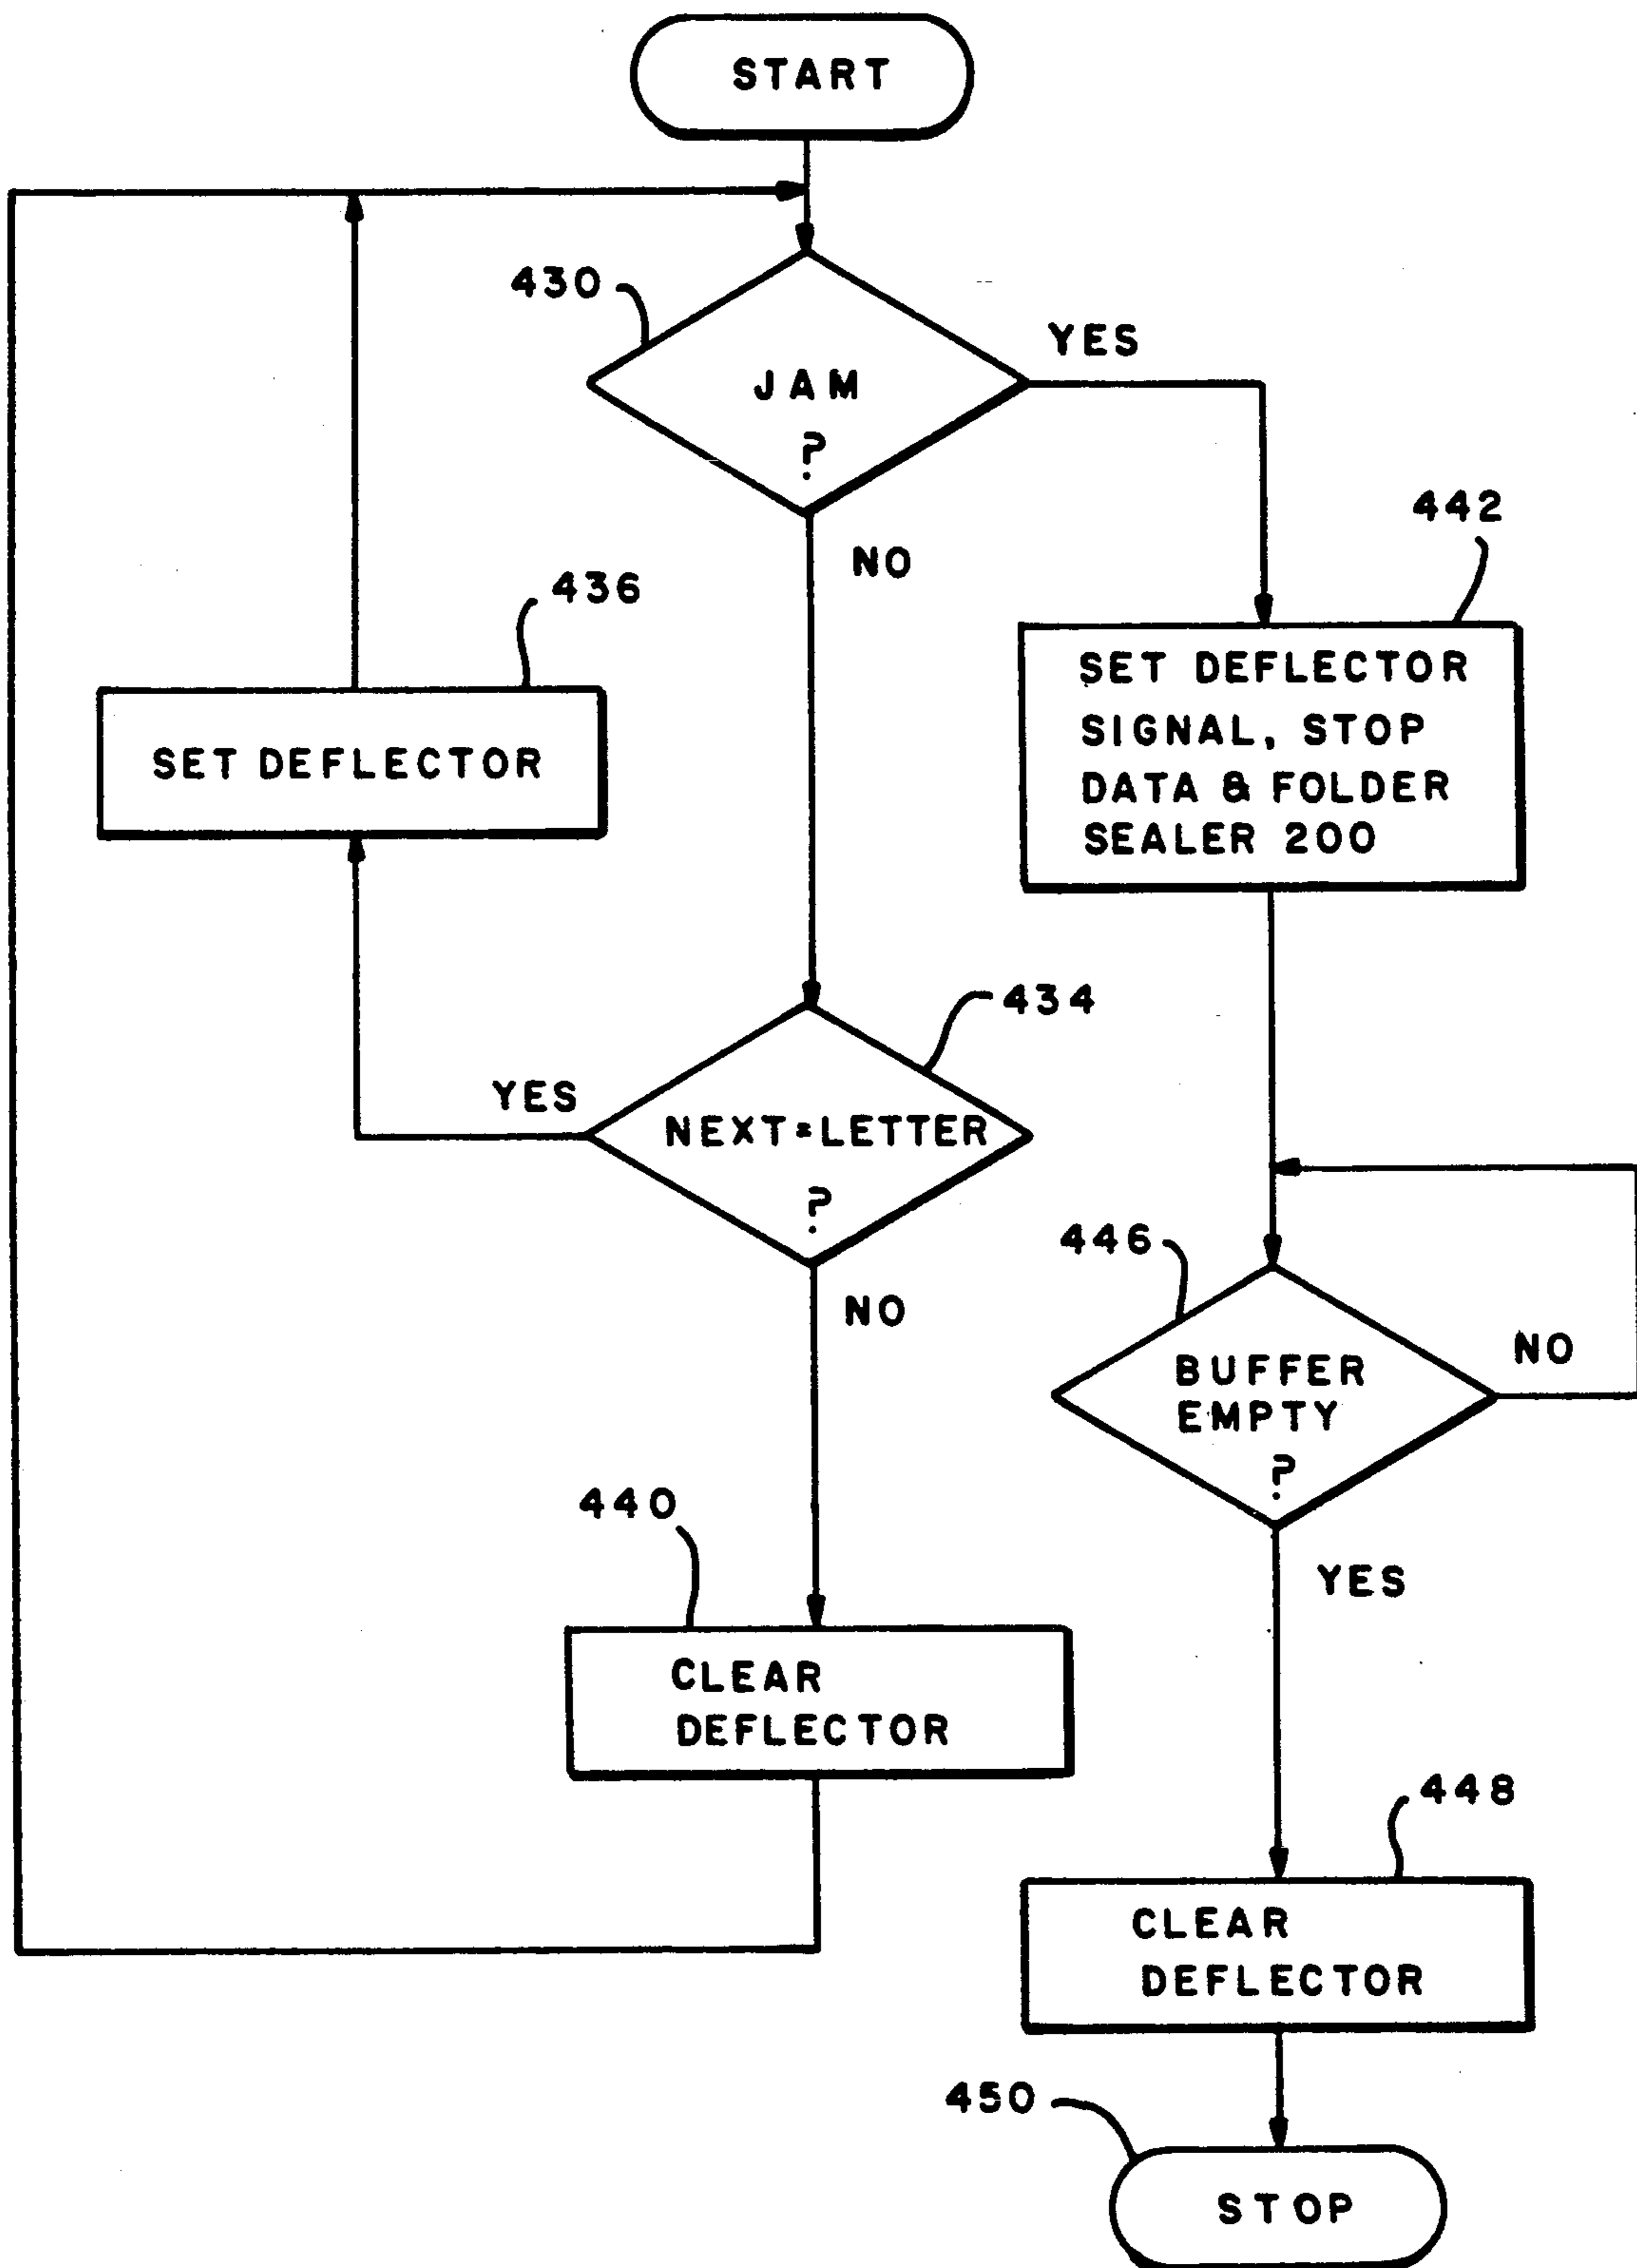 START
430
YES
JAM
?
NO
442
436
SET DEFLECTOR
SIGNAL, STOP
DATA & FOLDER
SEALER 200
SET DEFLECTOR
434
YES
NEXT=LETTER
?
NO
446
NO
BUFFER
EMPTY
?
YES
440
CLEAR
DEFLECTOR
448
CLEAR
DEFLECTOR
450
STOP